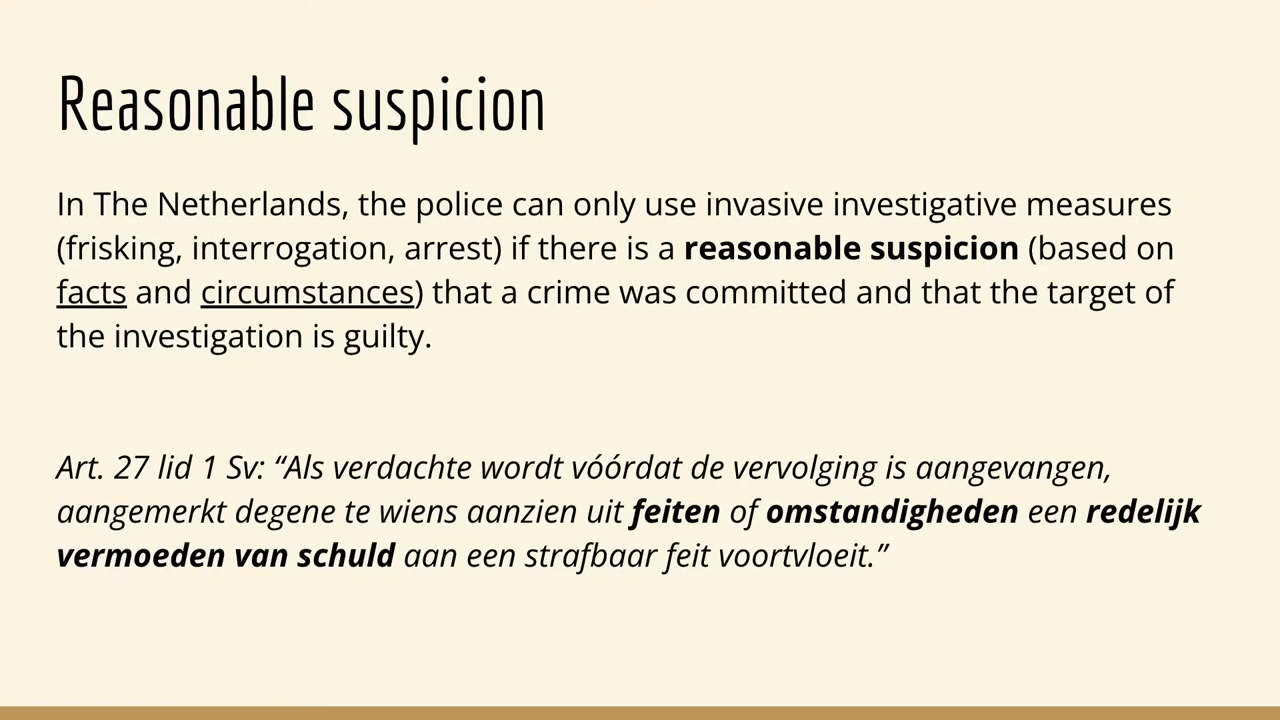 Reasonable suspicion
In The Netherlands, the police can only use invasive investigative measures
(frisking, interrogation, arrest) if there is a reasonable suspicion (based on
facts and circumstances) that a crime was committed and that the target of
the investigation is guilty.
Art. 27 lid 1 Sv: “Als verdachte wordt vóórdat de vervolging is aangevangen,
aangemerkt degene te wiens aanzien uit feiten of omstandigheden een redelijk
vermoeden van schuld aan een strafbaar feit voortvloeit.”